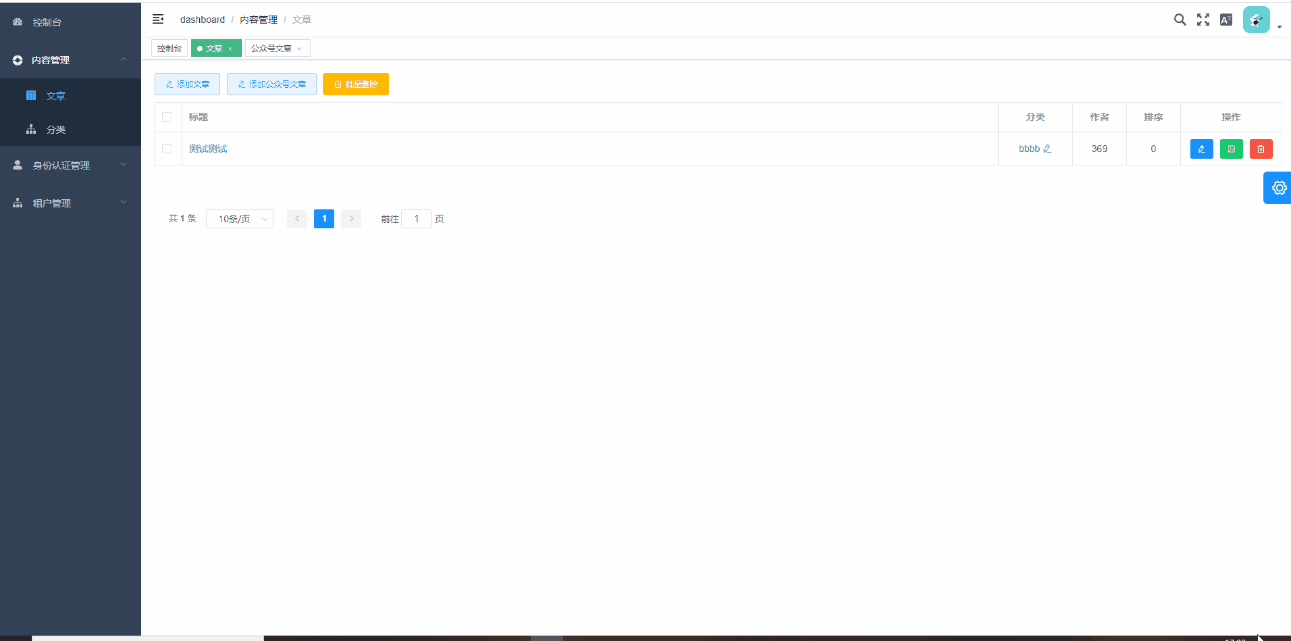 控制台
内容管理
文章
分类
身份认证管理
租户管理
dashboard / 内容管理 / 文章
控制台 文章 × 公众号文章 ×
添加文章 添加公众号文章 批量删除
标题 分类 作者 排序 操作
测试测试 bbbb 369 0
共 1 条 10条/页 < 1 > 前往 1 页